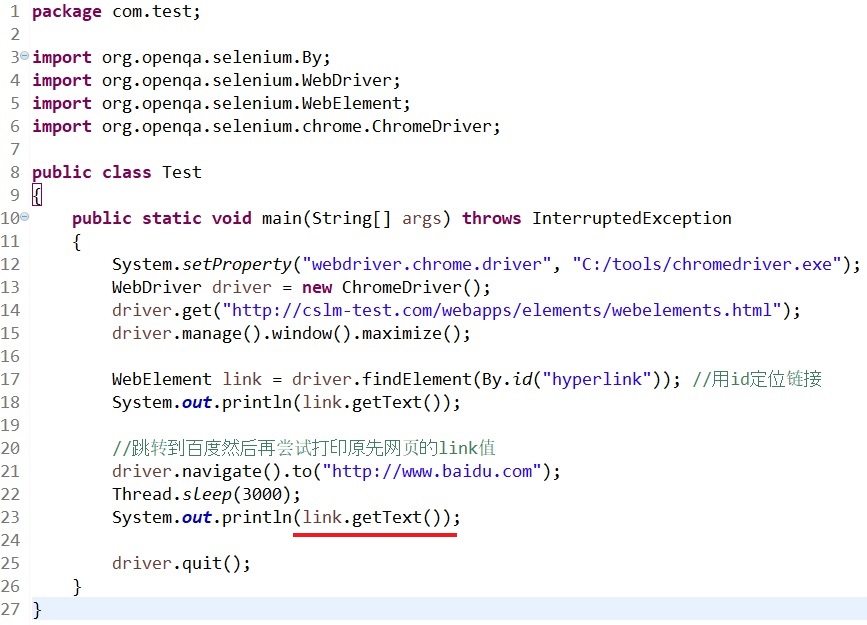 1 package com.test;
2
3 import org.openqa.selenium.By;
4 import org.openqa.selenium.WebDriver;
5 import org.openqa.selenium.WebElement;
6 import org.openqa.selenium.chrome.ChromeDriver;
7
8 public class Test
9 {
10     public static void main(String[] args) throws InterruptedException
11     {
12         System.setProperty("webdriver.chrome.driver", "C:/tools/chromedriver.exe");
13         WebDriver driver = new ChromeDriver();
14         driver.get("http://cslm-test.com/webapps/elements/webelements.html");
15         driver.manage().window().maximize();
16
17         WebElement link = driver.findElement(By.id("hyperlink")); //用id定位链接
18         System.out.println(link.getText());
19
20         //跳转到百度然后再尝试打印原先网页的link值
21         driver.navigate().to("http://www.baidu.com");
22         Thread.sleep(3000);
23         System.out.println(link.getText());
24
25         driver.quit();
26     }
27 }